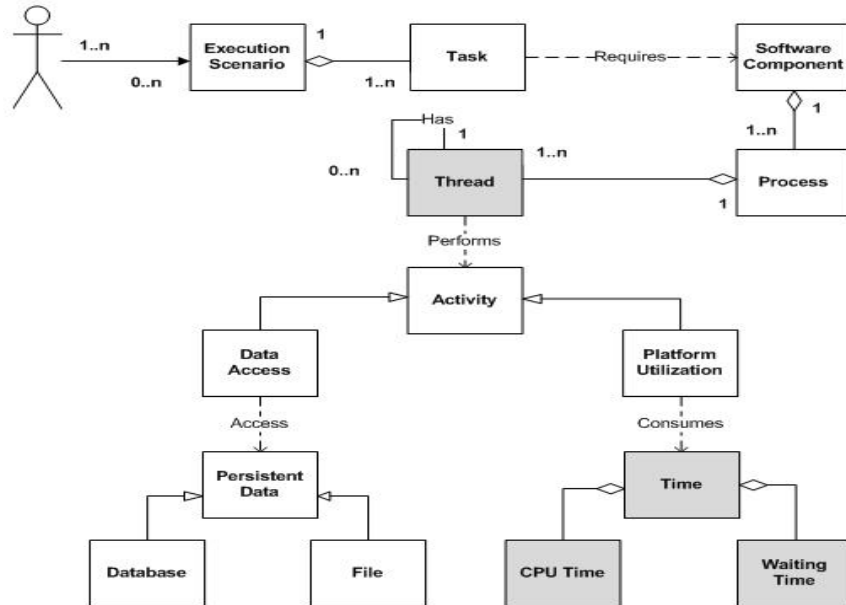 1..n
0..n
Execution
Scenario
1
1..n
Task
Requires
Software
Component
1
1..n
Has
1
0..n
Thread
1..n
1
Process
Performs
Activity
Data
Access
Platform
Utilization
Access
Consumes
Persistent
Data
Time
Database
File
CPU Time
Waiting
Time